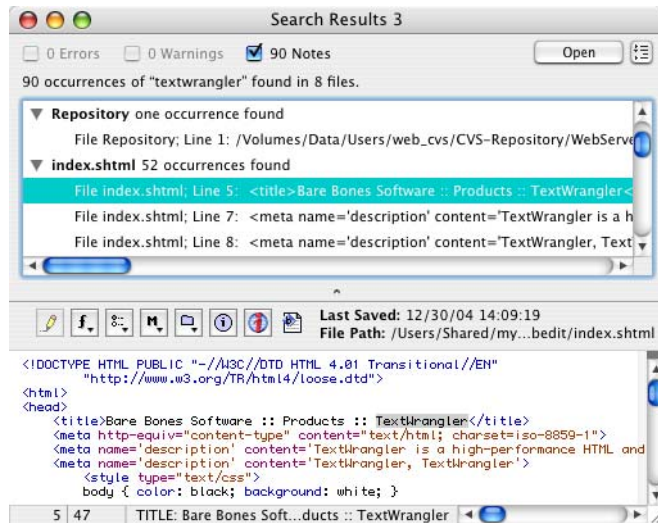 Search Results 3
0 Errors 0 Warnings 90 Notes Open
90 occurrences of “textwrangler” found in 8 files.
Repository one occurrence found
File Repository; Line 1: /Volumes/Data/Users/web_cvs/CVS-Repository/WebServe
index.shtml 52 occurrences found
File index.shtml; Line 5: <title>Bare Bones Software :: Products :: TextWrangler<
File index.shtml; Line 7: <meta name='description' content='TextWrangler is a h
File index.shtml; Line 8: <meta name='description' content='TextWrangler, Text
Last Saved: 12/30/04 14:09:19
File Path: /Users/Shared/my...bedit/index.shtml
<!DOCTYPE HTML PUBLIC "-//W3C//DTD HTML 4.01 Transitional//EN"
"http://www.w3.org/TR/html4/loose.dtd">
<html>
<head>
<title>Bare Bones Software :: Products :: TextWrangler</title>
<meta http-equiv="content-type" content="text/html; charset=iso-8859-1">
<meta name='description' content='TextWrangler is a high-performance HTML and
<meta name='description' content='TextWrangler, TextWrangler'>
<style type="text/css">
body { color: black; background: white; }
5 47 TITLE: Bare Bones Soft...ducts :: TextWrangler